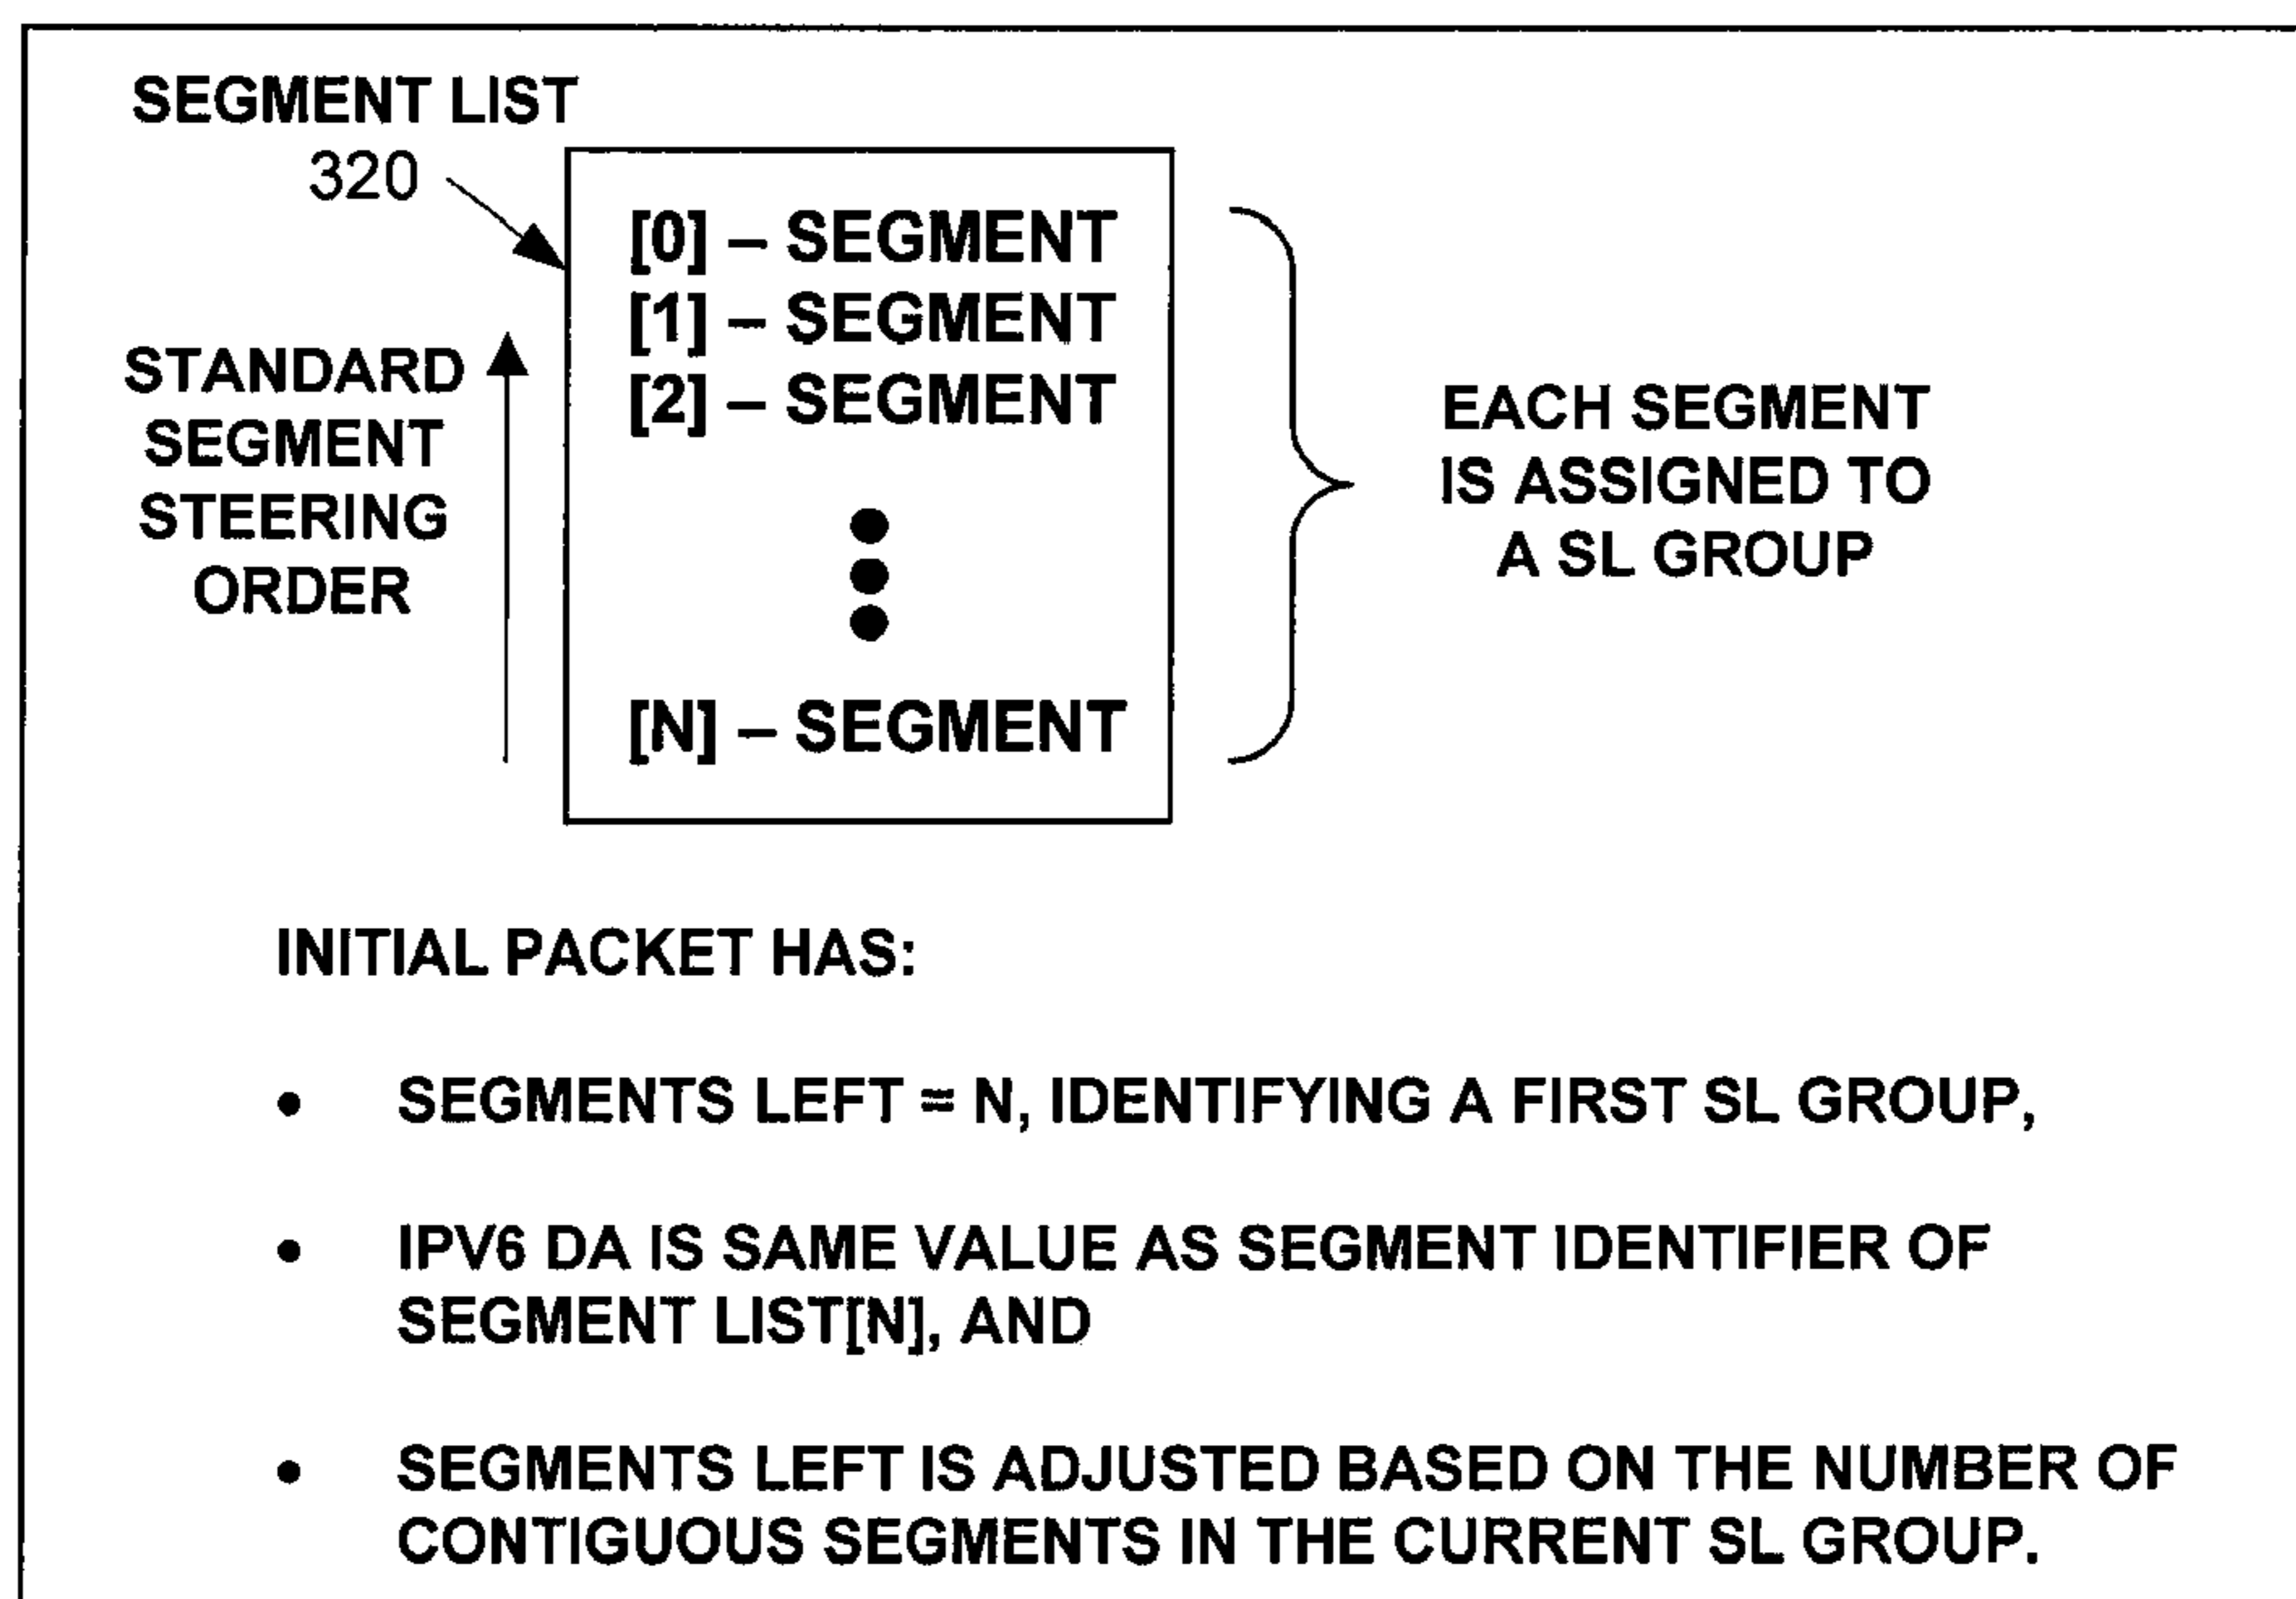 SEGMENT LIST
320
[0] – SEGMENT
[1] – SEGMENT
[2] – SEGMENT
[N] – SEGMENT
STANDARD
SEGMENT
STEERING
ORDER
EACH SEGMENT
IS ASSIGNED TO
A SL GROUP
INITIAL PACKET HAS:
• SEGMENTS LEFT = N, IDENTIFYING A FIRST SL GROUP,
• IPV6 DA IS SAME VALUE AS SEGMENT IDENTIFIER OF
SEGMENT LIST[N], AND
• SEGMENTS LEFT IS ADJUSTED BASED ON THE NUMBER OF
CONTIGUOUS SEGMENTS IN THE CURRENT SL GROUP.